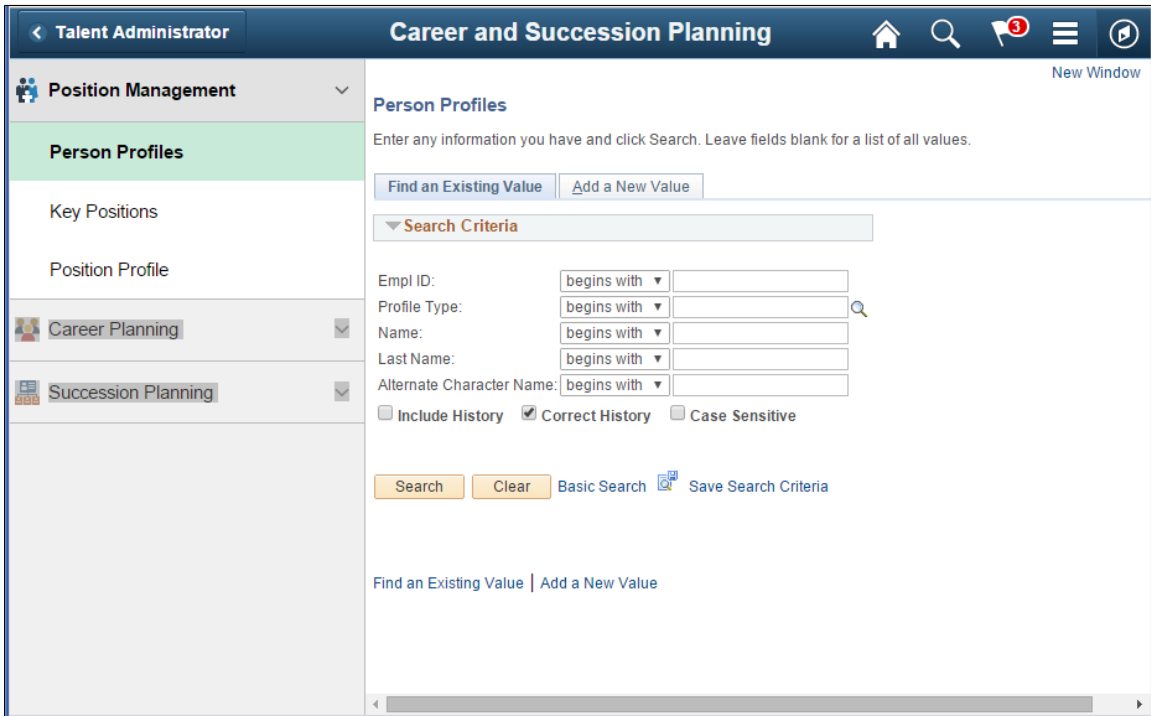 Talent Administrator
Career and Succession Planning
3
Position Management
Person Profiles
Key Positions
Position Profile
Career Planning
Succession Planning
New Window
Person Profiles
Enter any information you have and click Search. Leave fields blank for a list of all values.
Find an Existing Value Add a New Value
Search Criteria
Empl ID: begins with
Profile Type: begins with
Name: begins with
Last Name: begins with
Alternate Character Name: begins with
Include History Correct History Case Sensitive
Search Clear Basic Search Save Search Criteria
Find an Existing Value | Add a New Value